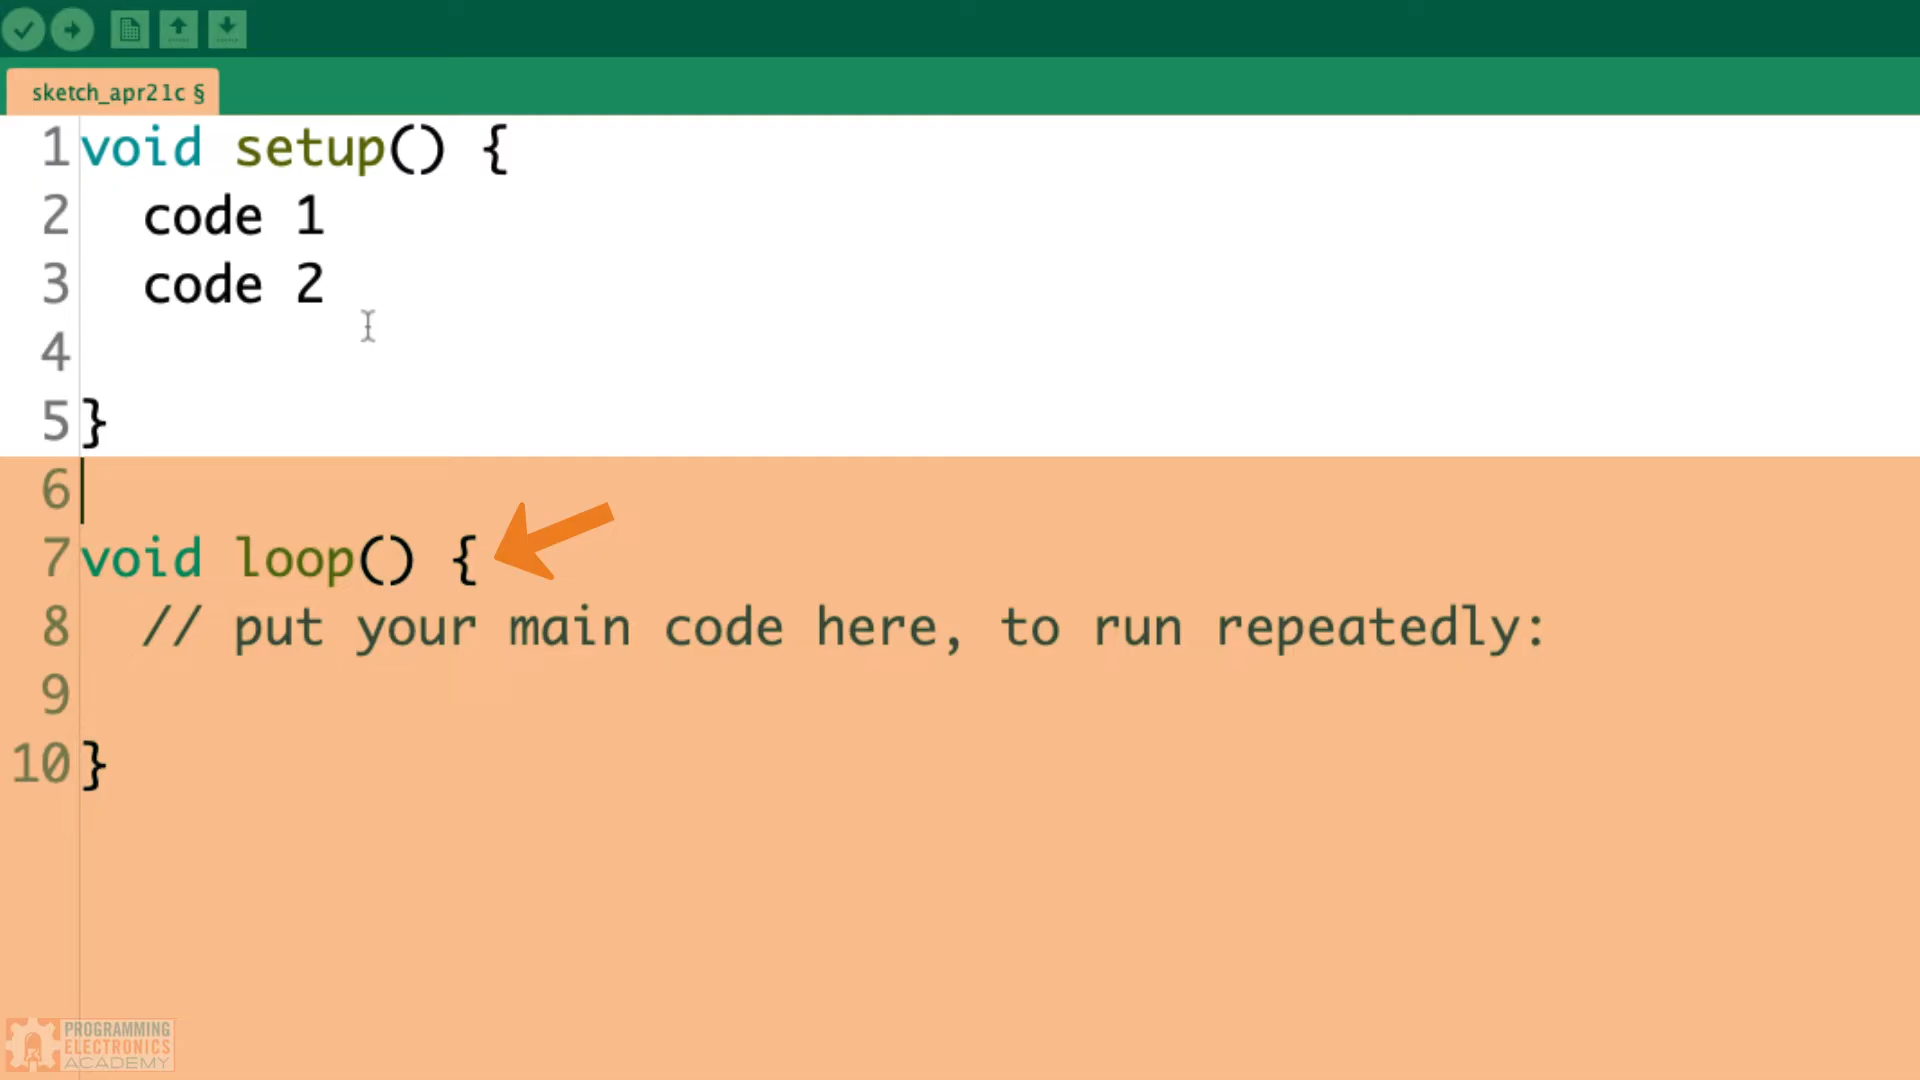 sketch_apr21c §
1 void setup() {
2 code 1
3 code 2
4
5 }
6
7 void loop() {
8 // put your main code here, to run repeatedly:
9
10 }
PROGRAMMING
ELECTRONICS
ACADEMY